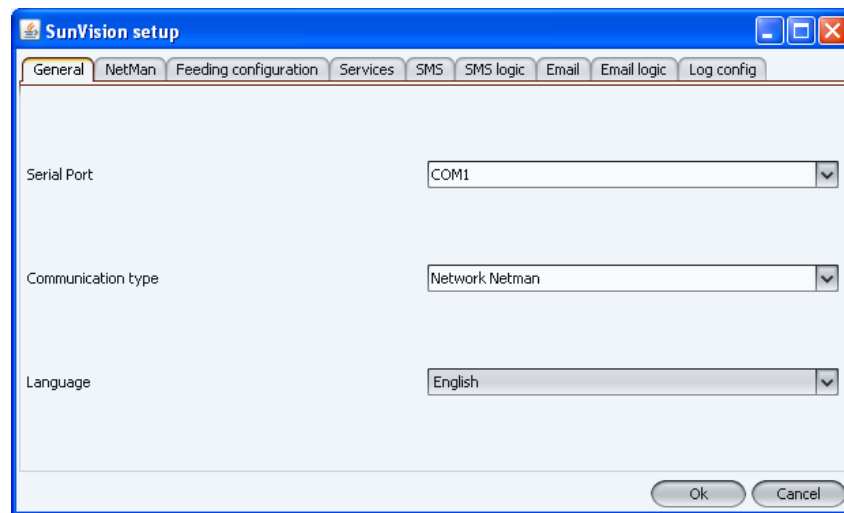 SunVision setup
General NetMan Feeding configuration Services SMS SMS logic Email Email logic Log config
Serial Port COM1
Communication type Network Netman
Language English
Ok Cancel